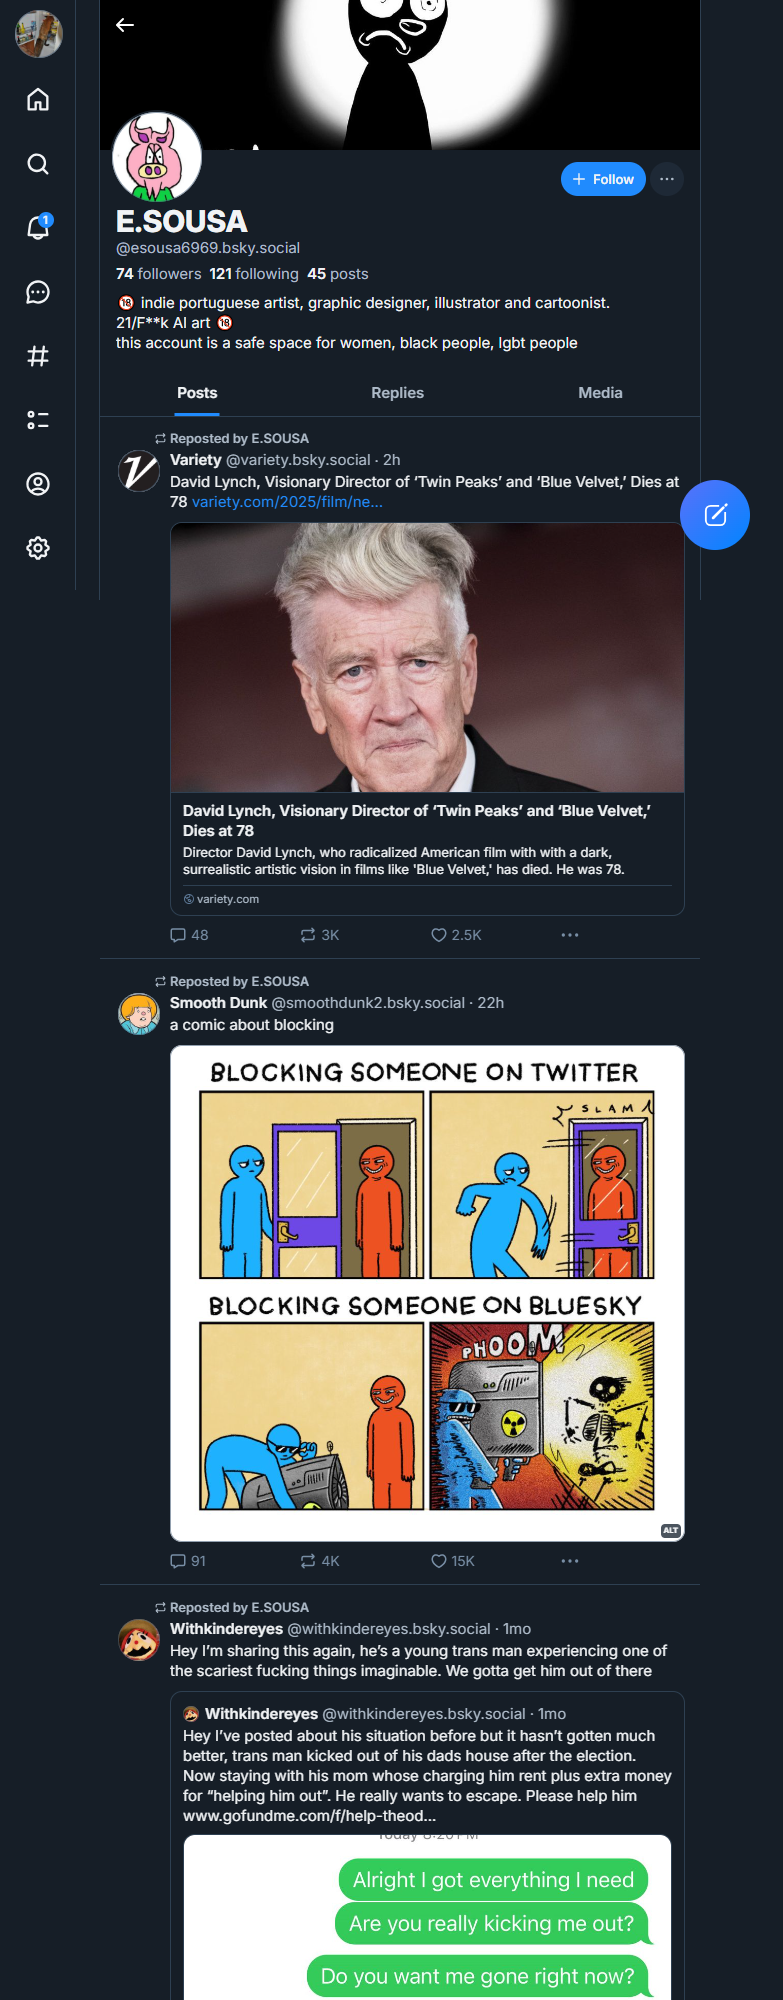 1
+ Follow
E.SOUSA
@esousa6969.bsky.social
74 followers 121 following 45 posts
🔞 indie portuguese artist, graphic designer, illustrator and cartoonist.
21/F**k AI art 🔞
this account is a safe space for women, black people, lgbt people
Posts Replies Media
Reposted by E.SOUSA
Variety @variety.bsky.social · 2h
David Lynch, Visionary Director of ‘Twin Peaks’ and ‘Blue Velvet,’ Dies at
78 variety.com/2025/film/ne...
David Lynch, Visionary Director of ‘Twin Peaks’ and ‘Blue Velvet,’
Dies at 78
Director David Lynch, who radicalized American film with with a dark,
surrealistic artistic vision in films like 'Blue Velvet,' has died. He was 78.
variety.com
48 3K 2.5K
Reposted by E.SOUSA
Smooth Dunk @smoothdunk2.bsky.social · 22h
a comic about blocking
BLOCKING SOMEONE ON TWITTER
SLAM
BLOCKING SOMEONE ON BLUESKY
PHOOM
ALT
91 4K 15K
Reposted by E.SOUSA
Withkindereyes @withkindereyes.bsky.social · 1mo
Hey I’m sharing this again, he’s a young trans man experiencing one of
the scariest fucking things imaginable. We gotta get him out of there
Withkindereyes @withkindereyes.bsky.social · 1mo
Hey I’ve posted about his situation before but it hasn’t gotten much
better, trans man kicked out of his dads house after the election.
Now staying with his mom whose charging him rent plus extra money
for “helping him out”. He really wants to escape. Please help him
www.gofundme.com/f/help-theod...
Today 8:20 PM
Alright I got everything I need
Are you really kicking me out?
Do you want me gone right now?